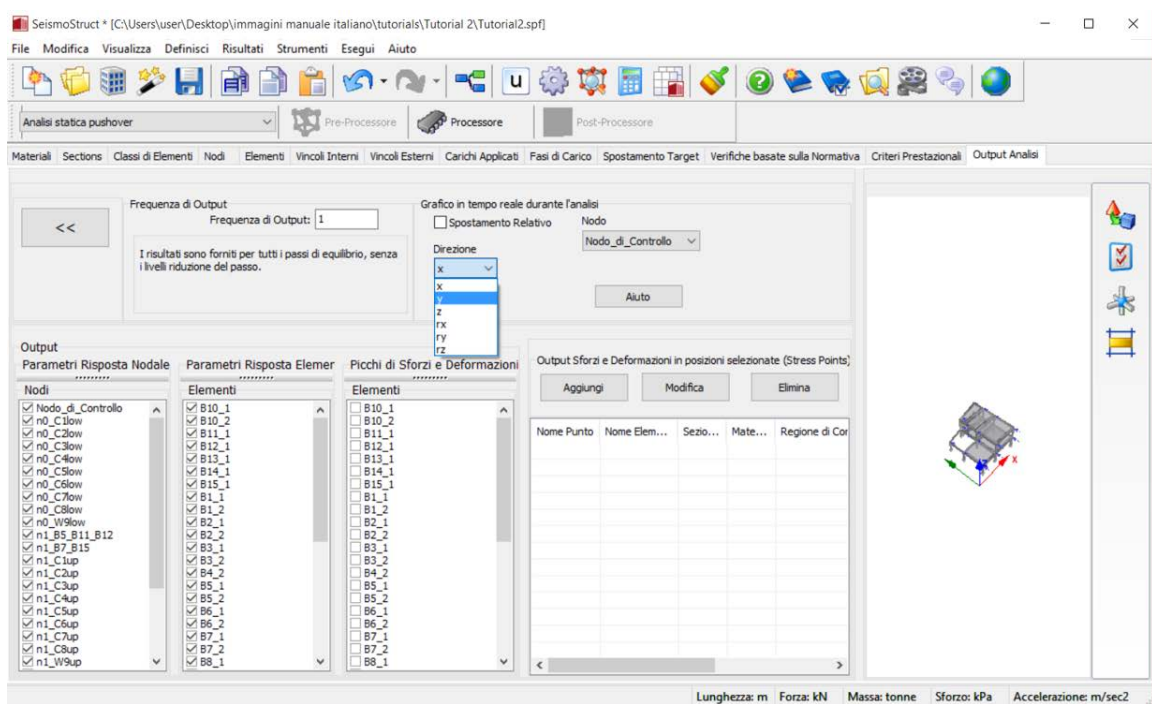 SeismoStruct * [C:\Users\user\Desktop\immagini manuale italiano\tutorials\Tutorial 2\Tutorial2.spf]
File Modifica Visualizza Definisci Risultati Strumenti Esegui Aiuto
u
Analisi statica pushover Pre-Processore Processore Post-Processore
Materiali Sections Classi di Elementi Nodi Elementi Vincoli Interni Vincoli Esterni Carichi Applicati Fasi di Carico Spostamento Target Verifiche basate sulla Normativa Criteri Prestazionali Output Analisi
<<
Frequenza di Output
Frequenza di Output: 1
I risultati sono forniti per tutti i passi di equilibrio, senza
i livelli riduzione del passo.
Grafico in tempo reale durante l'analisi
Spostamento Relativo Nodo
Nodo_di_Controllo
Direzione
x
x
y
z
rx
ry
rz
Aiuto
Output
Parametri Risposta Nodale
Nodi
Nodo_di_Controllo
n0_C1low
n0_C2low
n0_C3low
n0_C4low
n0_C5low
n0_C6low
n0_C7low
n0_C8low
n0_W9low
n1_B5_B11_B12
n1_B7_B15
n1_C1up
n1_C2up
n1_C3up
n1_C4up
n1_C5up
n1_C6up
n1_C7up
n1_C8up
n1_W9up
Parametri Risposta Elemer
Elementi
B10_1
B10_2
B11_1
B12_1
B13_1
B14_1
B15_1
B1_1
B1_2
B2_1
B2_2
B3_1
B3_2
B4_2
B5_1
B5_2
B6_1
B6_2
B7_1
B7_2
B8_1
Picchi di Sforzi e Deformazioni
Elementi
B10_1
B10_2
B11_1
B12_1
B13_1
B14_1
B15_1
B1_1
B1_2
B2_1
B2_2
B3_1
B3_2
B4_2
B5_1
B5_2
B6_1
B6_2
B7_1
B7_2
B8_1
Output Sforzi e Deformazioni in posizioni selezionate (Stress Points)
Aggiungi Modifica Elimina
Nome Punto Nome Elem... Sezio... Mate... Regione di Cor
x
Lunghezza: m Forza: kN Massa: tonne Sforzo: kPa Accelerazione: m/sec2